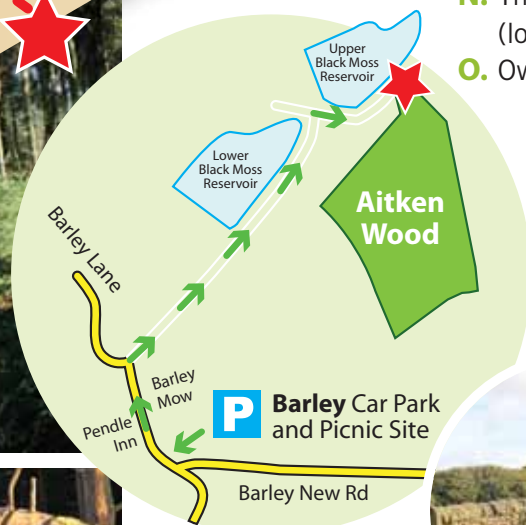 N. Th
(lo
O. Ow
Upper
Black Moss
Reservoir
Lower
Black Moss
Reservoir
Aitken
Wood
Barley Lane
Barley
Mow
Pendle
Inn
P Barley Car Park
and Picnic Site
Barley New Rd